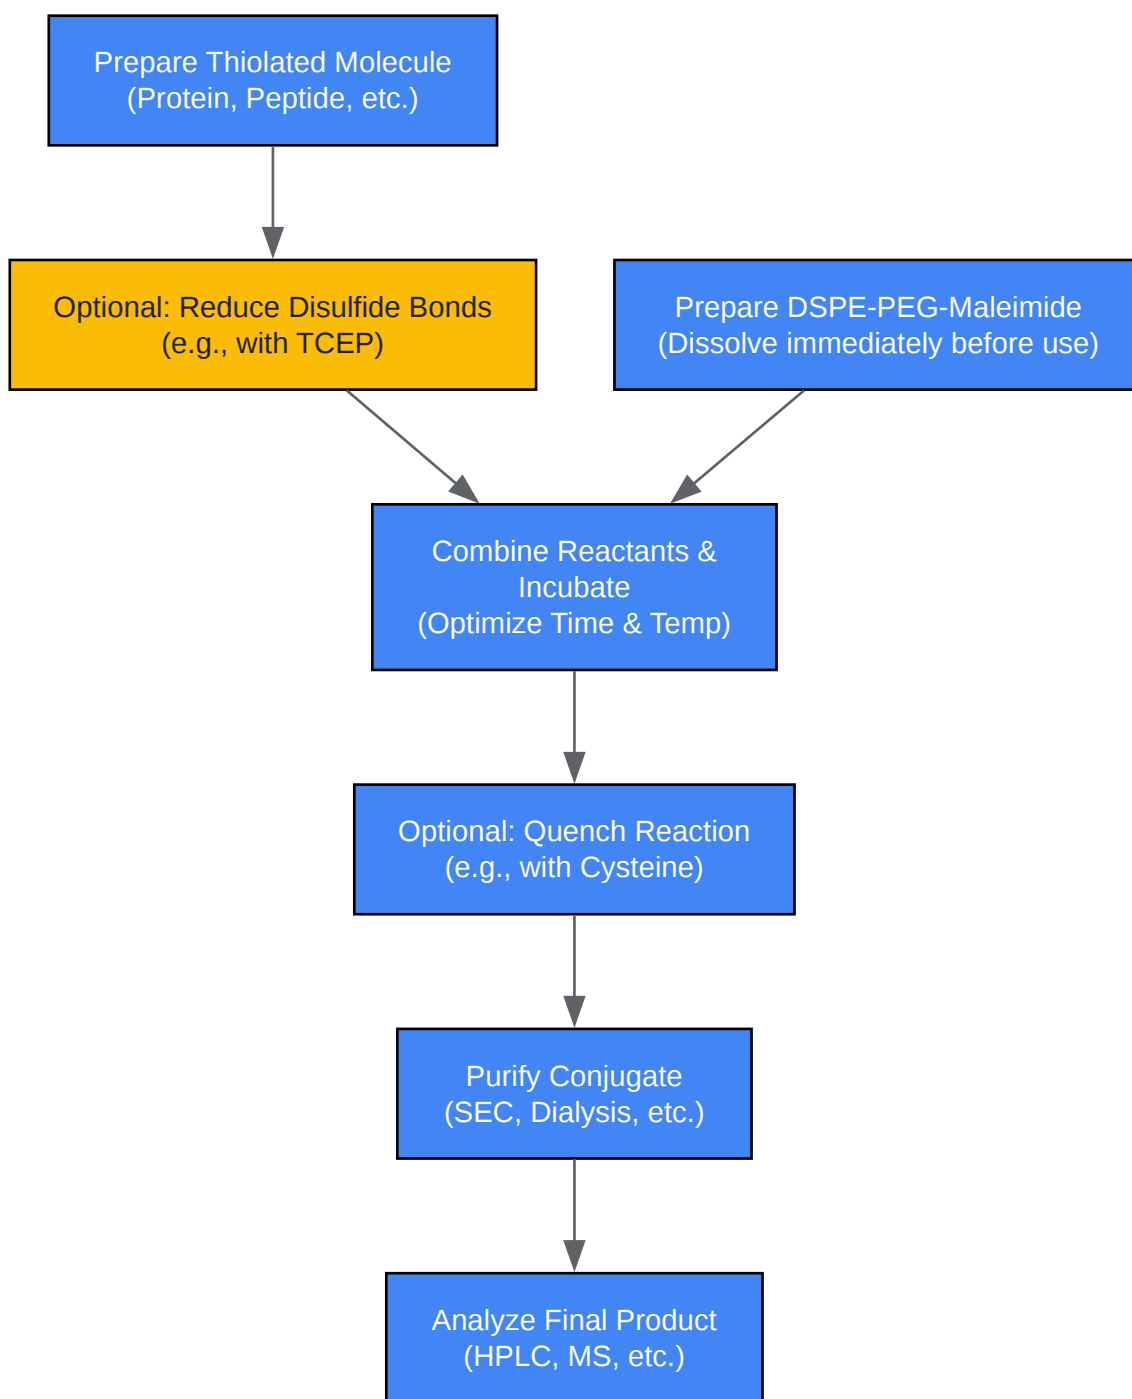 Prepare Thiolated Molecule
(Protein, Peptide, etc.)
Optional: Reduce Disulfide Bonds
(e.g., with TCEP)
Prepare DSPE-PEG-Maleimide
(Dissolve immediately before use)
Combine Reactants &
Incubate
(Optimize Time & Temp)
Optional: Quench Reaction
(e.g., with Cysteine)
Purify Conjugate
(SEC, Dialysis, etc.)
Analyze Final Product
(HPLC, MS, etc.)